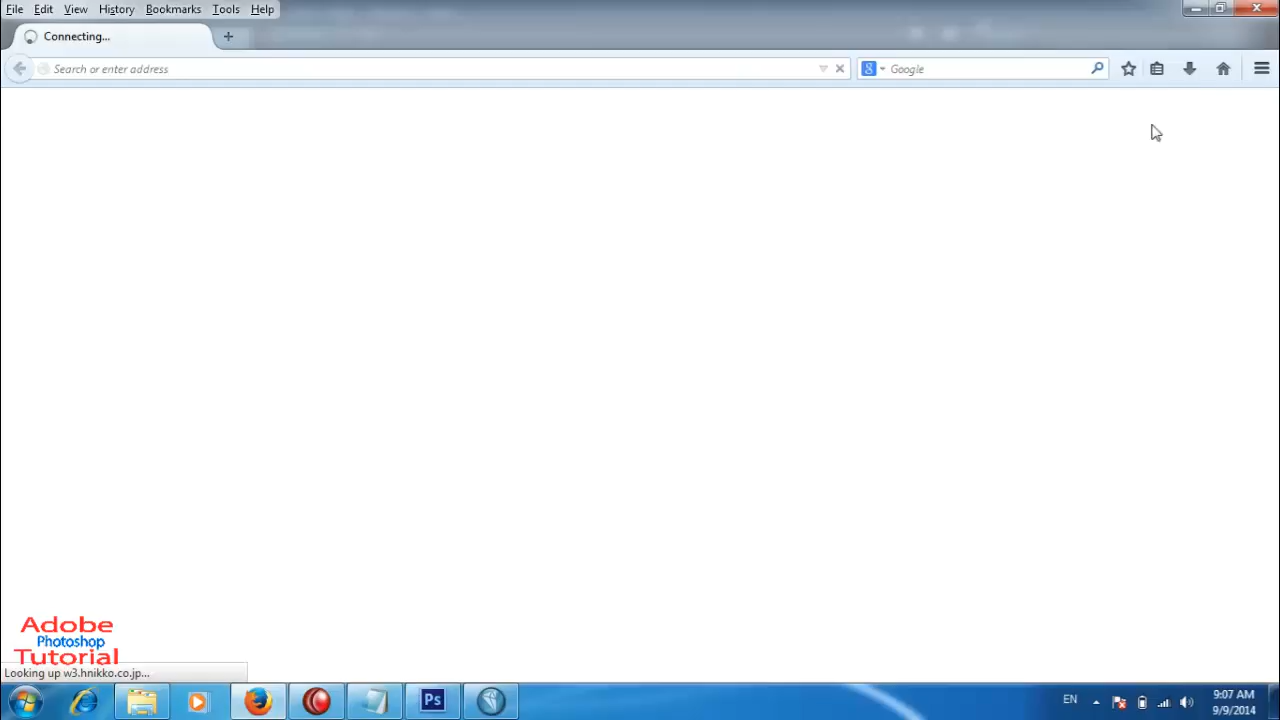 File Edit View History Bookmarks Tools Help
Connecting...
Search or enter address
Google
Adobe
Photoshop
Tutorial
Looking up w3.hnikko.co.jp...
Ps
EN
9:07 AM
9/9/2014